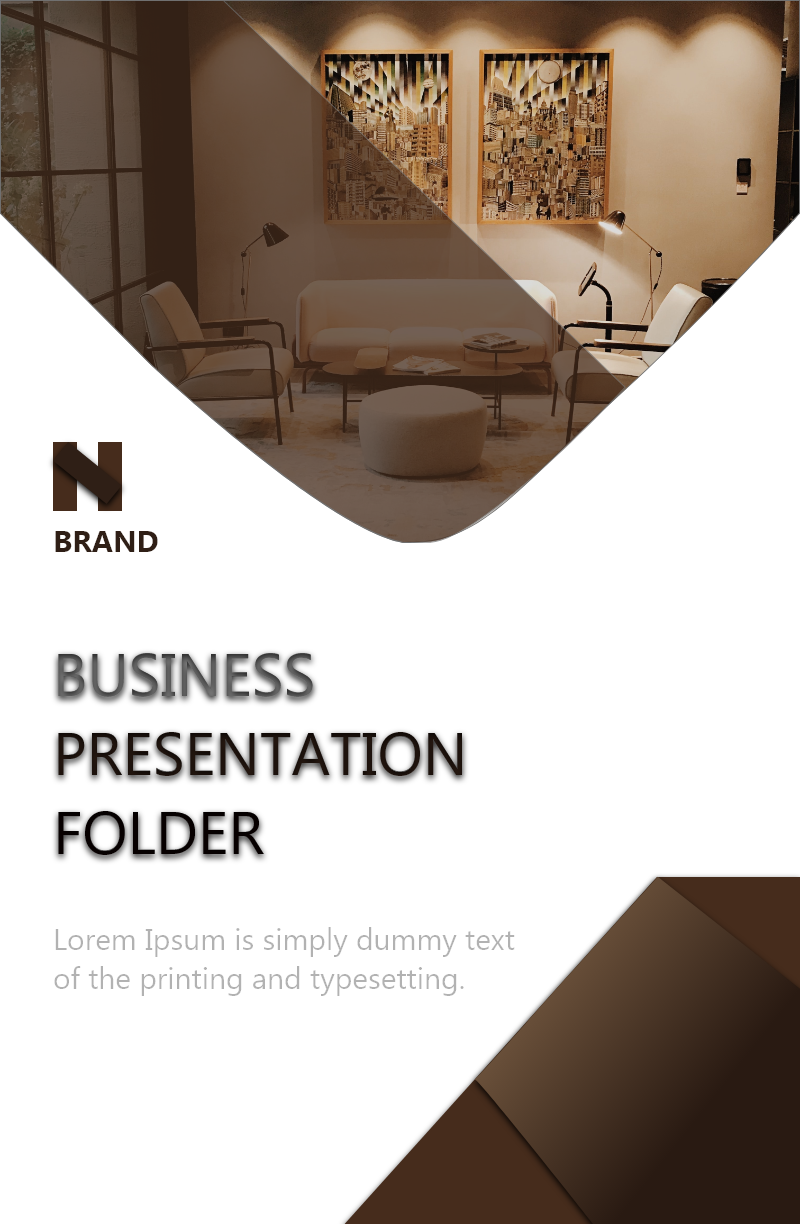 BRAND
BUSINESS
PRESENTATION
FOLDER
Lorem Ipsum is simply dummy text
of the printing and typesetting.